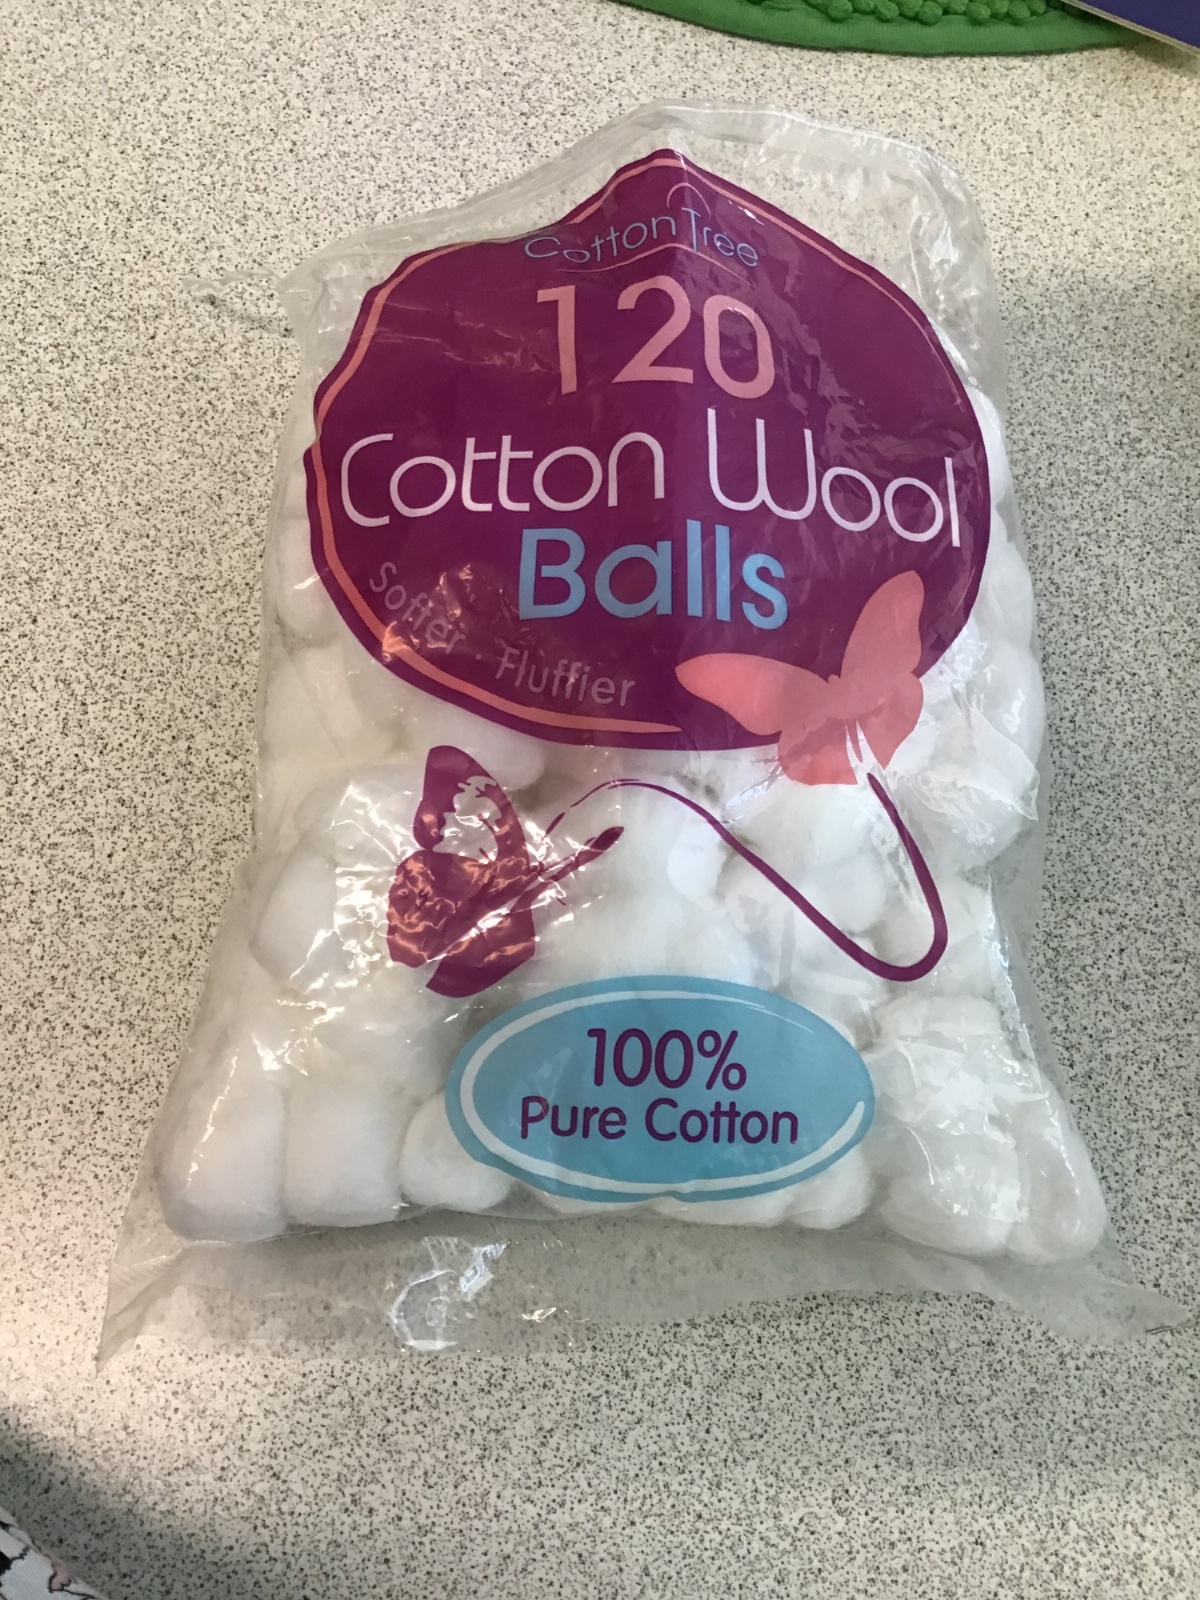 Cotton Tree
120
Cotton Wool
Balls
Softer . Fluffier
100%
Pure Cotton